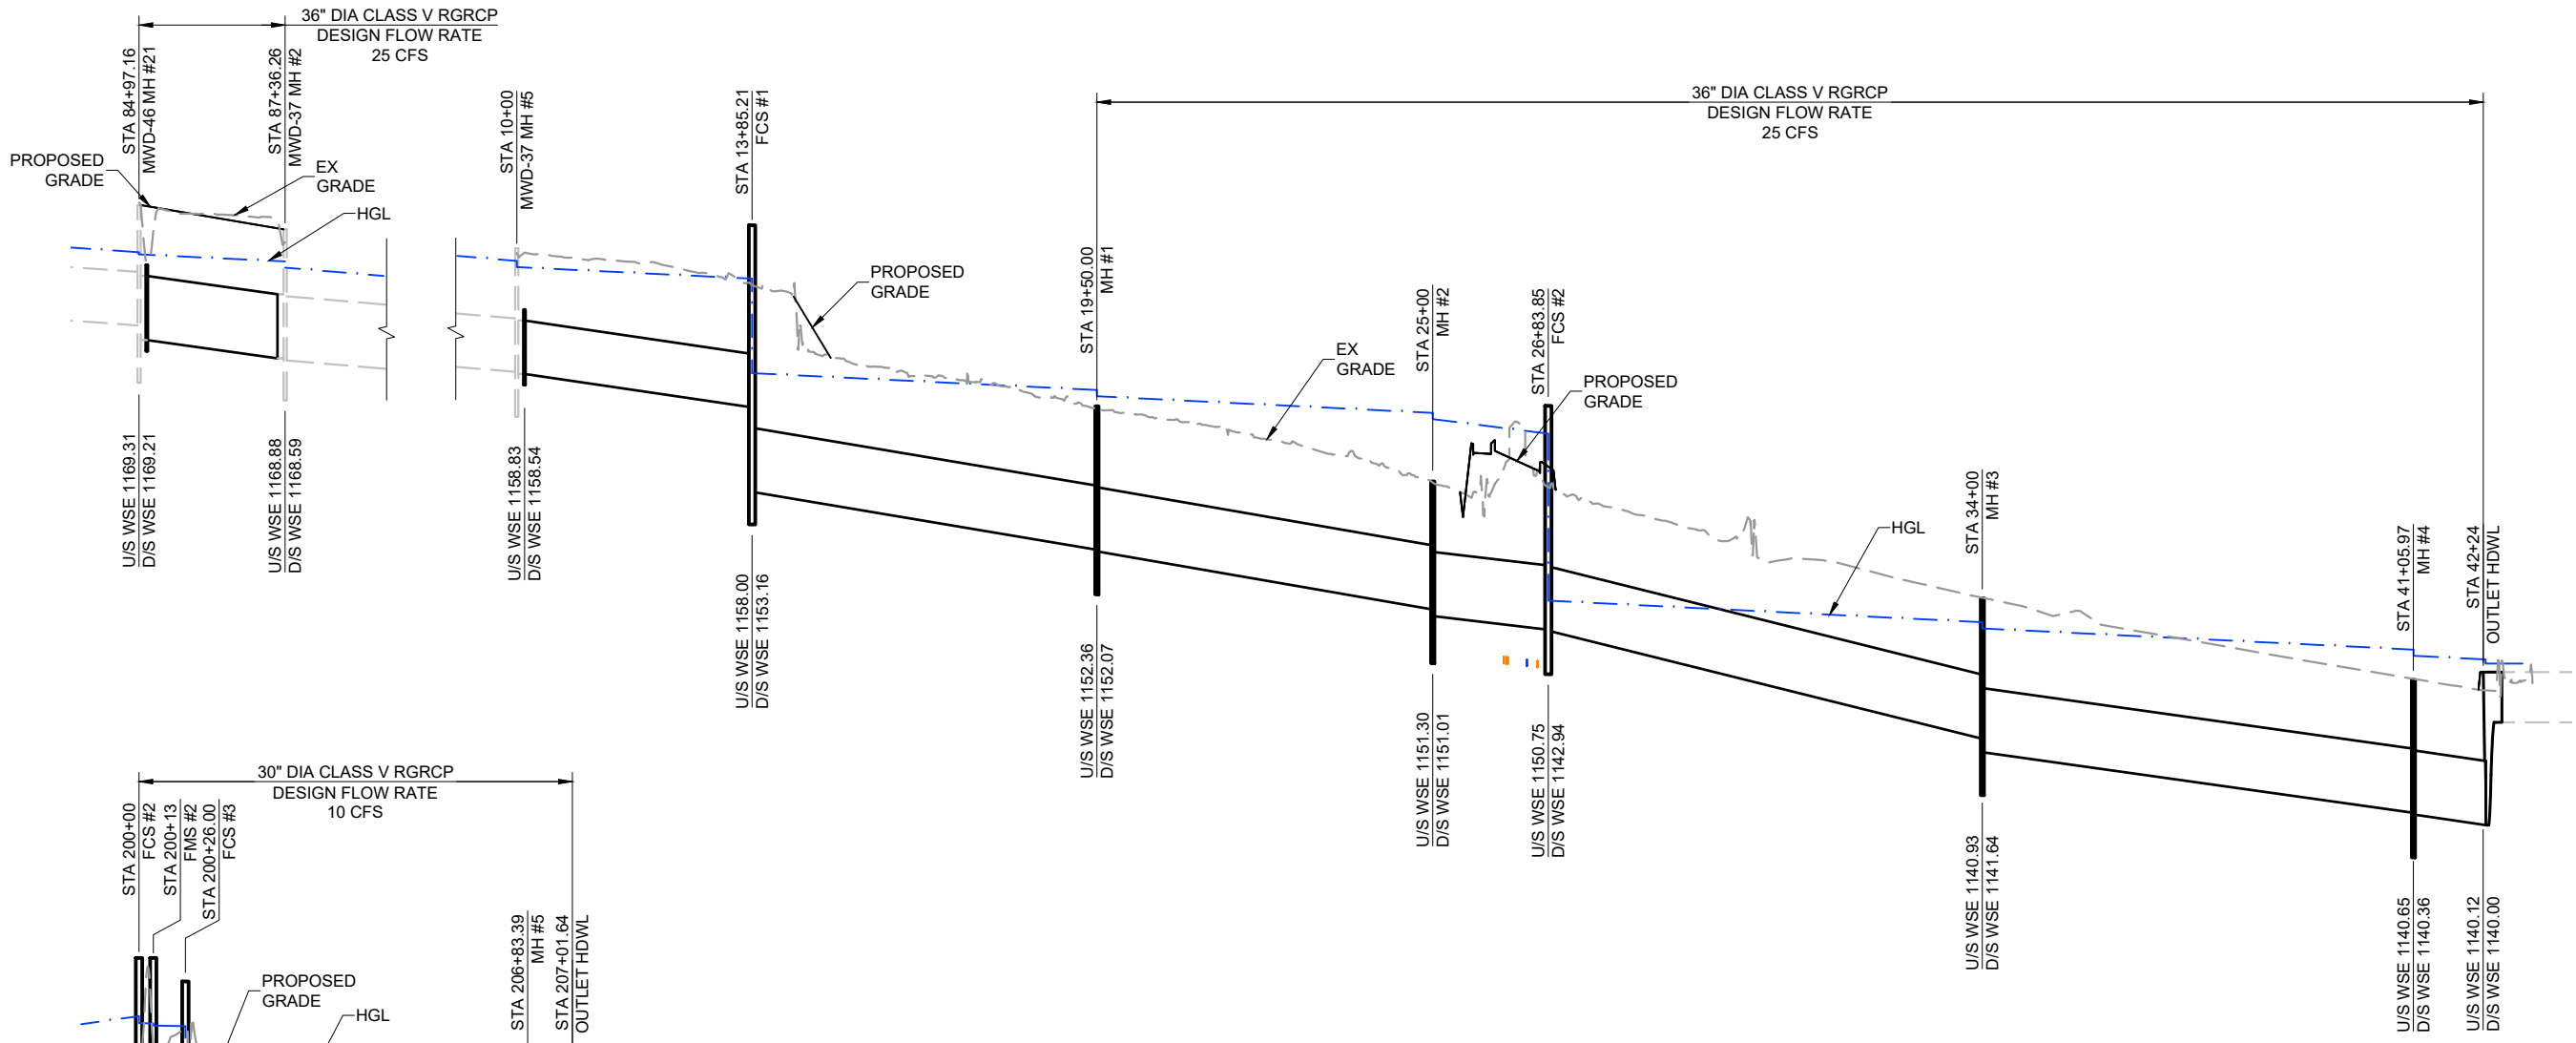 36" DIA CLASS V RGRCP
DESIGN FLOW RATE
25 CFS
STA 84+97.16
MWD-46 MH #21
STA 87+36.26
MWD-37 MH #2
PROPOSED
GRADE
EX
GRADE
HGL
STA 10+00
MWD-37 MH #5
STA 13+85.21
FCS #1
PROPOSED
GRADE
36" DIA CLASS V RGRCP
DESIGN FLOW RATE
25 CFS
STA 19+50.00
MH #1
EX
GRADE
STA 25+00
MH #2
STA 26+83.85
FCS #2
PROPOSED
GRADE
HGL
STA 34+00
MH #3
STA 41+05.97
MH #4
STA 42+24
OUTLET HDWL
U/S WSE 1169.31
D/S WSE 1169.21
U/S WSE 1168.88
D/S WSE 1168.59
U/S WSE 1158.83
D/S WSE 1158.54
U/S WSE 1158.00
D/S WSE 1153.16
U/S WSE 1152.36
D/S WSE 1152.07
U/S WSE 1151.30
D/S WSE 1151.01
U/S WSE 1150.75
D/S WSE 1142.94
U/S WSE 1140.93
D/S WSE 1141.64
U/S WSE 1140.65
D/S WSE 1140.36
U/S WSE 1140.12
D/S WSE 1140.00
30" DIA CLASS V RGRCP
DESIGN FLOW RATE
10 CFS
STA 200+00
FCS #2
STA 200+13
FMS #2
STA 200+26.00
FCS #3
PROPOSED
GRADE
HGL
STA 206+83.39
MH #5
STA 207+01.64
OUTLET HDWL